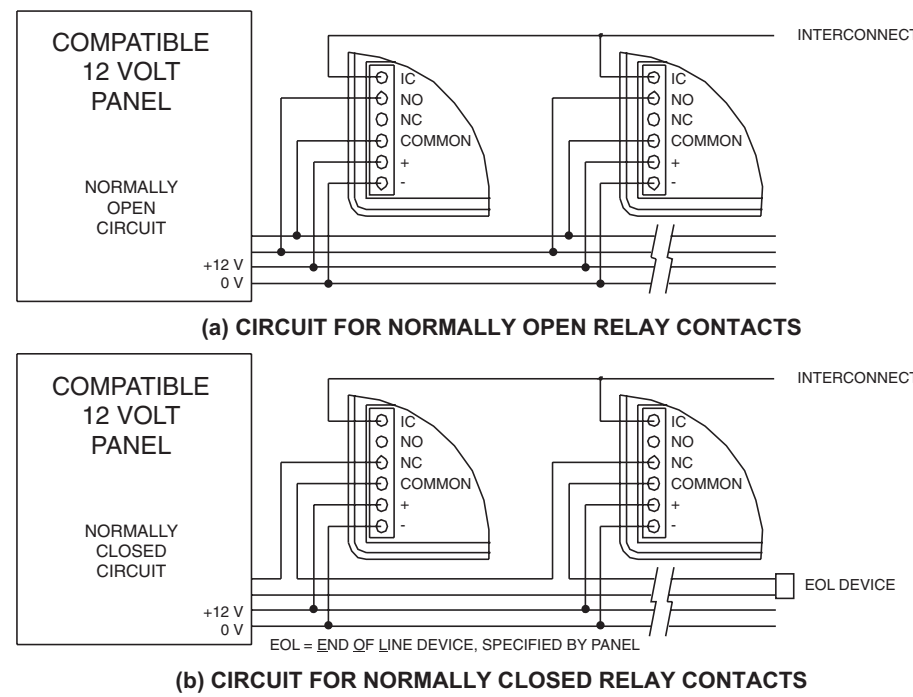 COMPATIBLE
12 VOLT
PANEL
NORMALLY
OPEN
CIRCUIT
+12 V
0 V
IC
NO
NC
COMMON
+
-
IC
NO
NC
COMMON
+
-
INTERCONNECT
(a) CIRCUIT FOR NORMALLY OPEN RELAY CONTACTS
COMPATIBLE
12 VOLT
PANEL
NORMALLY
CLOSED
CIRCUIT
+12 V
0 V
IC
NO
NC
COMMON
+
-
IC
NO
NC
COMMON
+
-
INTERCONNECT
EOL DEVICE
EOL = END OF LINE DEVICE, SPECIFIED BY PANEL
(b) CIRCUIT FOR NORMALLY CLOSED RELAY CONTACTS